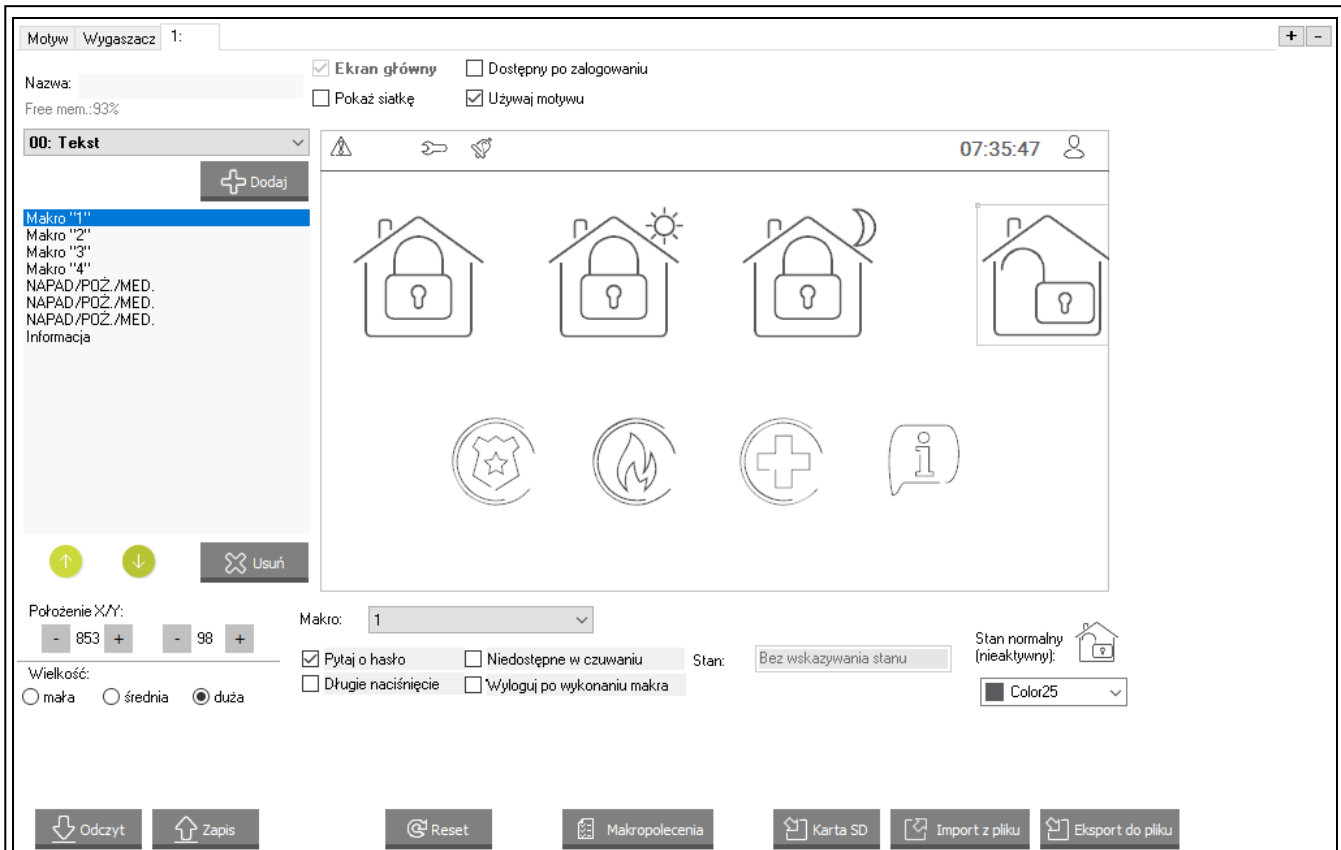 Motyw Wygaszacz 1: + -
Nazwa:
Free mem.:93%
Ekran główny Dostępny po zalogowaniu
Pokaż siatkę Używaj motywu
00: Tekst
Dodaj
Makro "1"
Makro "2"
Makro "3"
Makro "4"
NAPAD/POŻ./MED.
NAPAD/POŻ./MED.
NAPAD/POŻ./MED.
Informacja
Usuń
07:35:47
Położenie X/Y:
- 853 + - 98 +
Wielkość:
mała średnia duża
Makro: 1
Pytaj o hasło Niedostępne w czuwaniu
Długie naciśnięcie Wyloguj po wykonaniu makra
Stan: Bez wskazywania stanu
Stan normalny
(nieaktywny):
Color25
Odczyt Zapis Reset Makropolecenia Karta SD Import z pliku Eksport do pliku